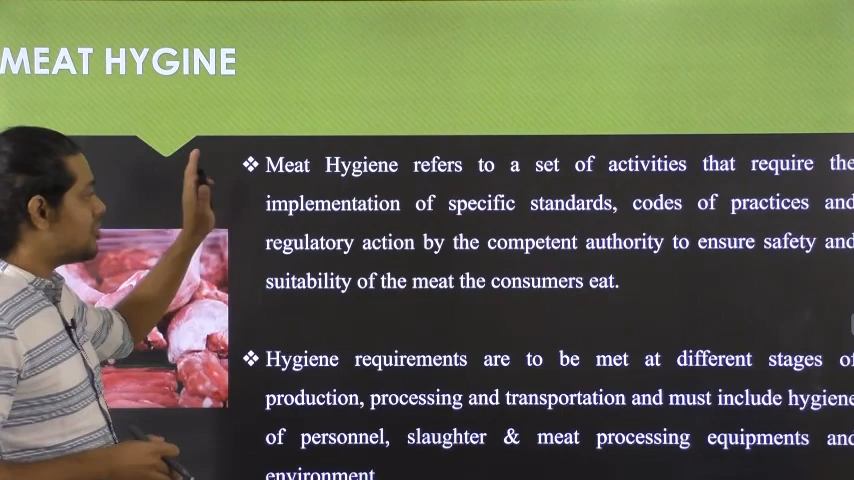 MEAT HYGINE
❖ Meat Hygiene refers to a set of activities that require the
implementation of specific standards, codes of practices and
regulatory action by the competent authority to ensure safety and
suitability of the meat the consumers eat.
❖ Hygiene requirements are to be met at different stages of
production, processing and transportation and must include hygiene
of personnel, slaughter & meat processing equipments and
environment